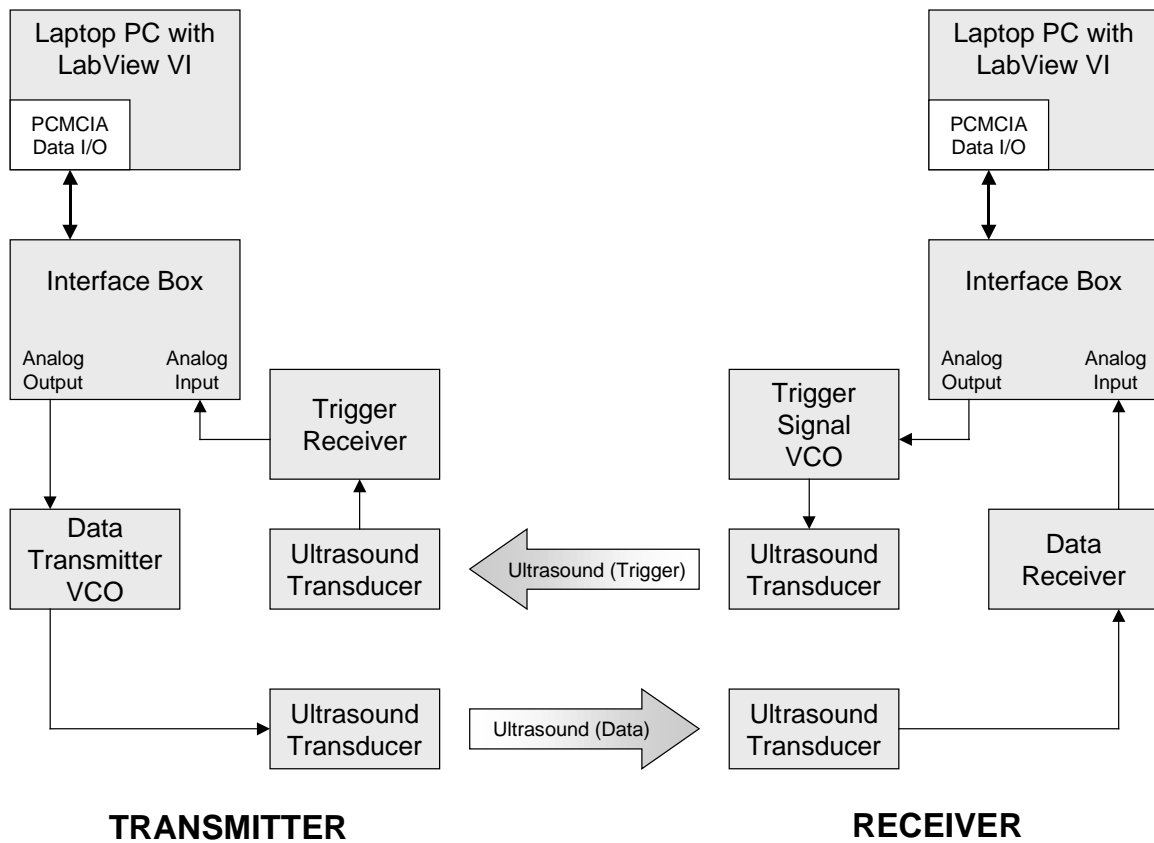 Laptop PC with
LabView VI
PCMCIA
Data I/O
Interface Box
Analog
Output
Analog
Input
Trigger
Receiver
Data
Transmitter
VCO
Ultrasound
Transducer
Ultrasound
Transducer
TRANSMITTER
Ultrasound (Trigger)
Ultrasound (Data)
Laptop PC with
LabView VI
PCMCIA
Data I/O
Interface Box
Analog
Output
Analog
Input
Trigger
Signal
VCO
Ultrasound
Transducer
Data
Receiver
Ultrasound
Transducer
RECEIVER